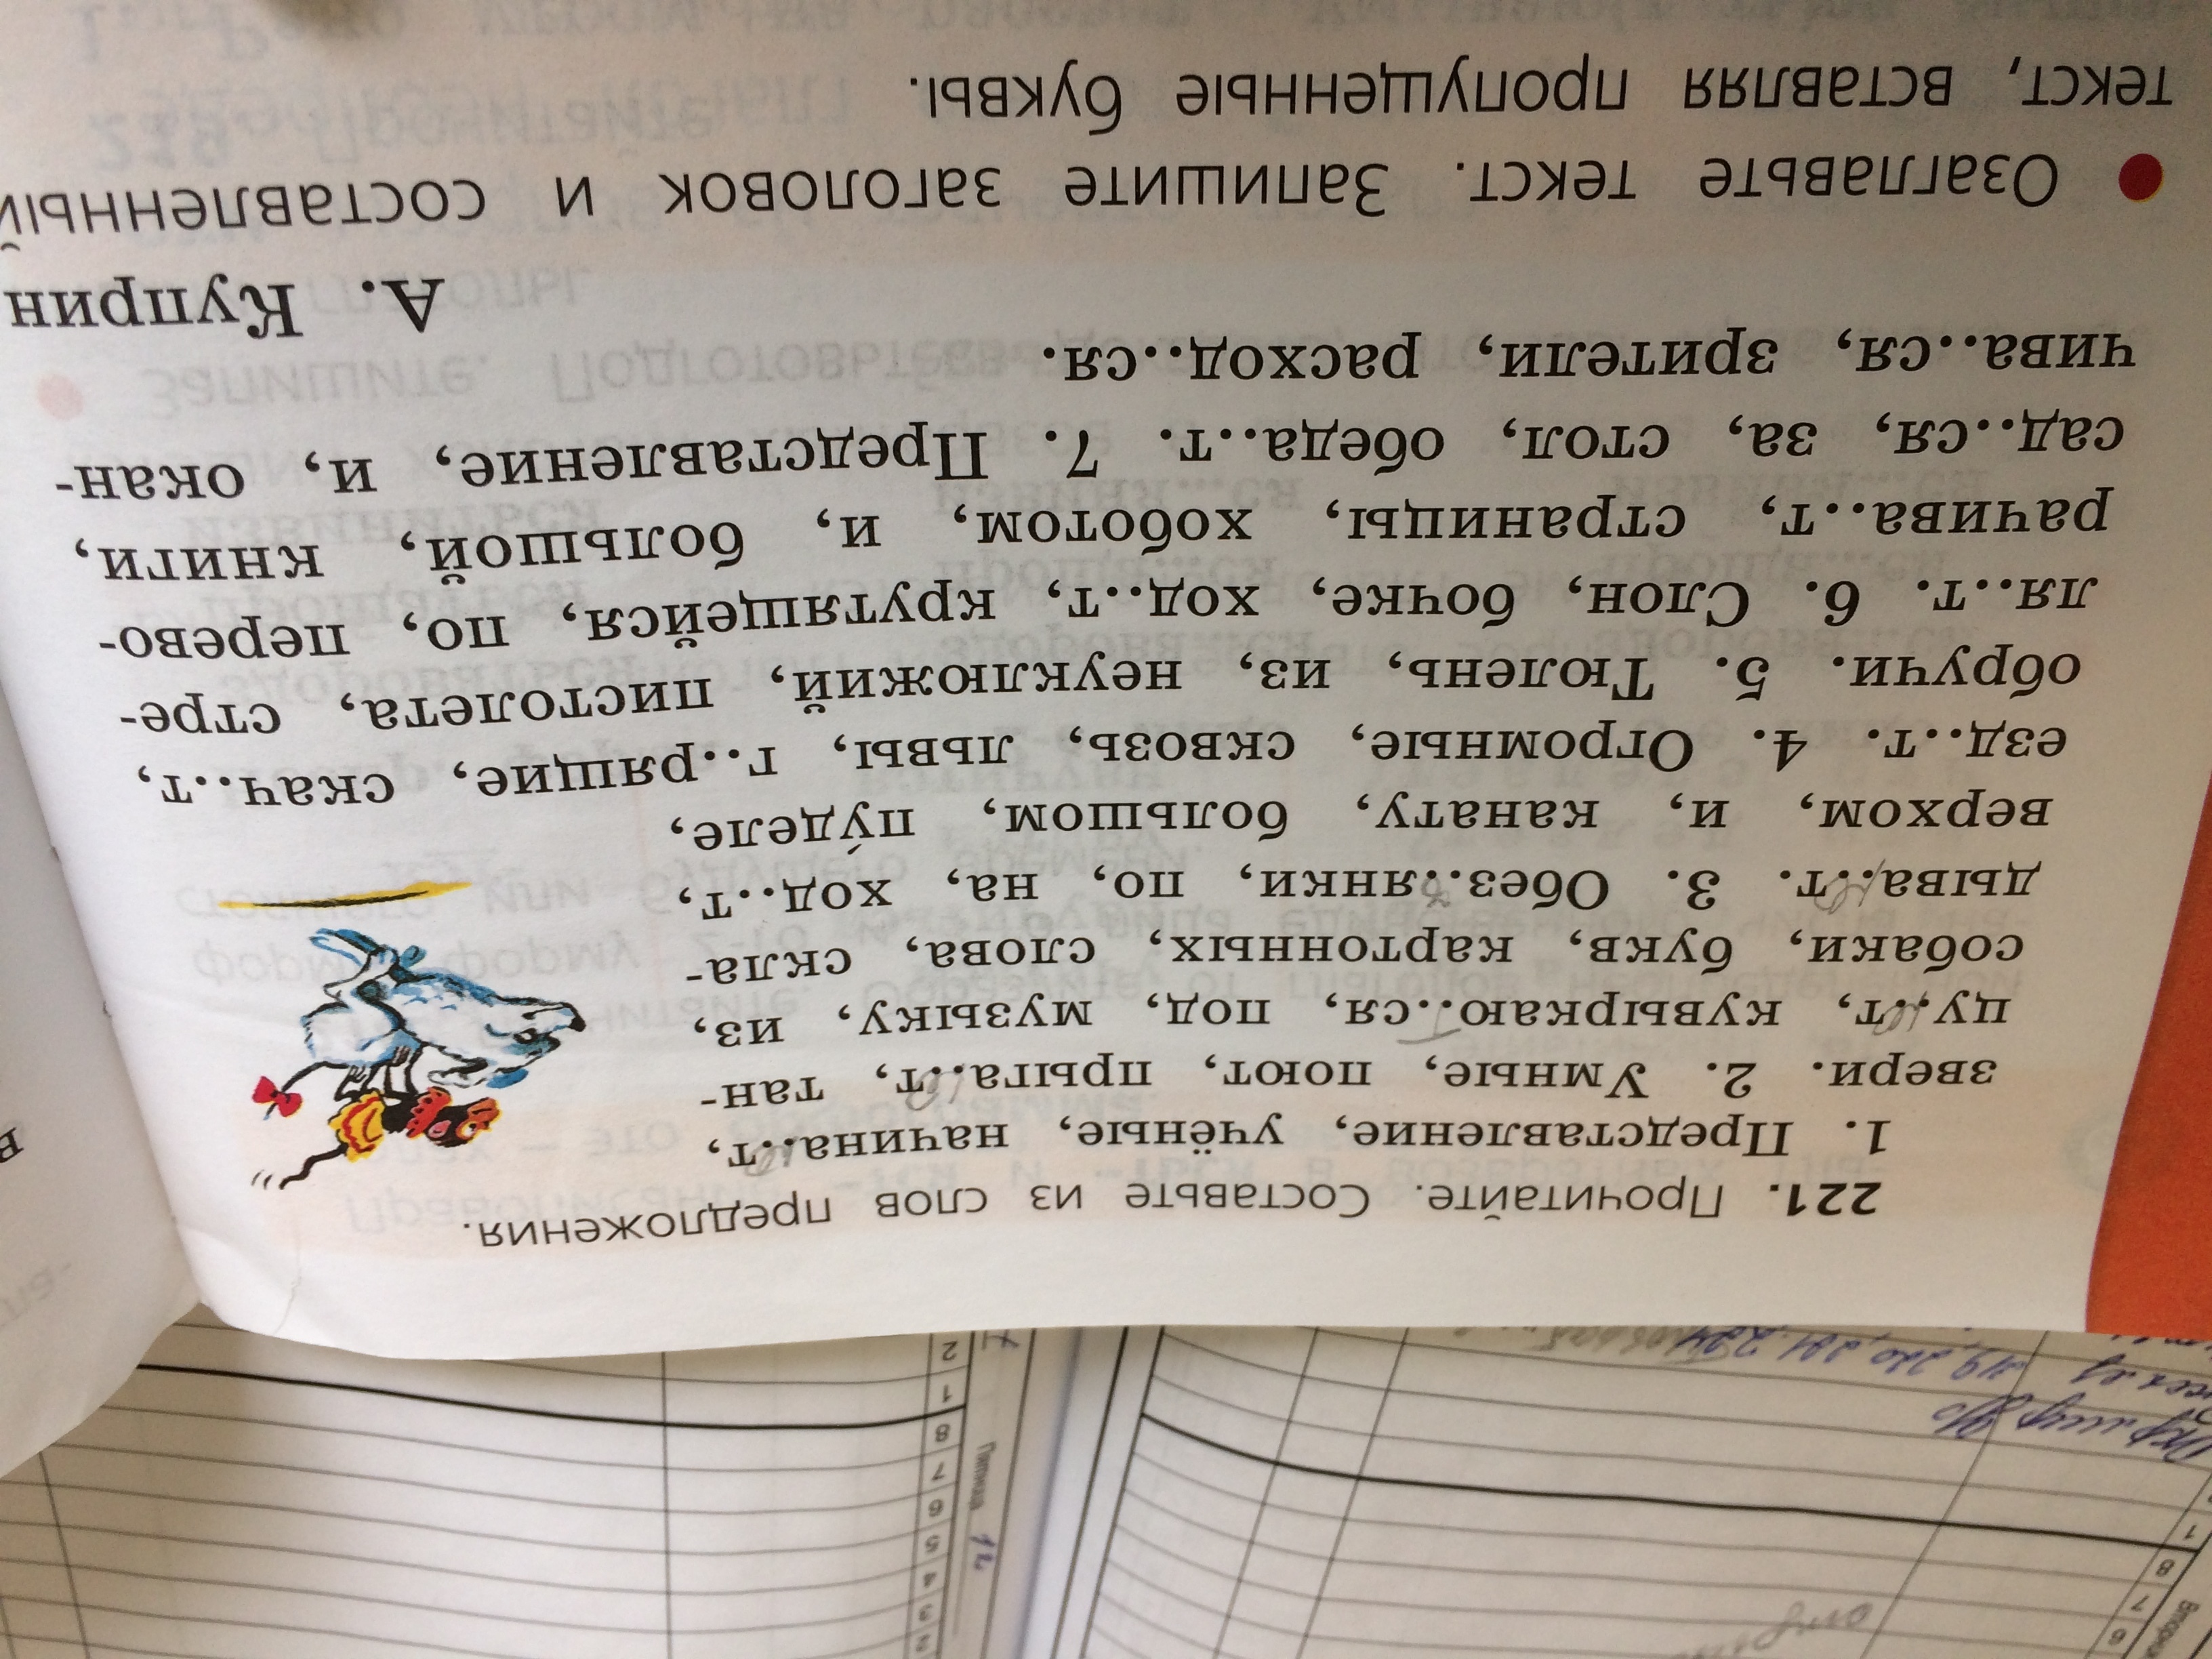 221. Прочитайте. Составьте из слов предложения.
1. Представление, учёные, начина..т,
звери. 2. Умные, поют, прыга..т, тан-
цу..т, кувыркаю..ся, под, музыку, из,
собаки, букв, картонных, слова, скла-
дыва..т. 3. Обез..янки, по, на, ход..т,
верхом, и, канату, большом, пу́деле,
езд..т. 4. Огромные, сквозь, львы, г..рящие, скач..т,
обручи. 5. Тюлень, из, неуклюжий, пистолета, стре-
ля..т. 6. Слон, бочке, ход..т, крутящейся, по, перево-
рачива..т, страницы, хоботом, и, большой, книги,
сад..ся, за, стол, обеда..т. 7. Представление, и, окан-
чива..ся, зрители, расход..ся.
А. Куприн
● Озаглавьте текст. Запишите заголовок и составленный
текст, вставляя пропущенные буквы.